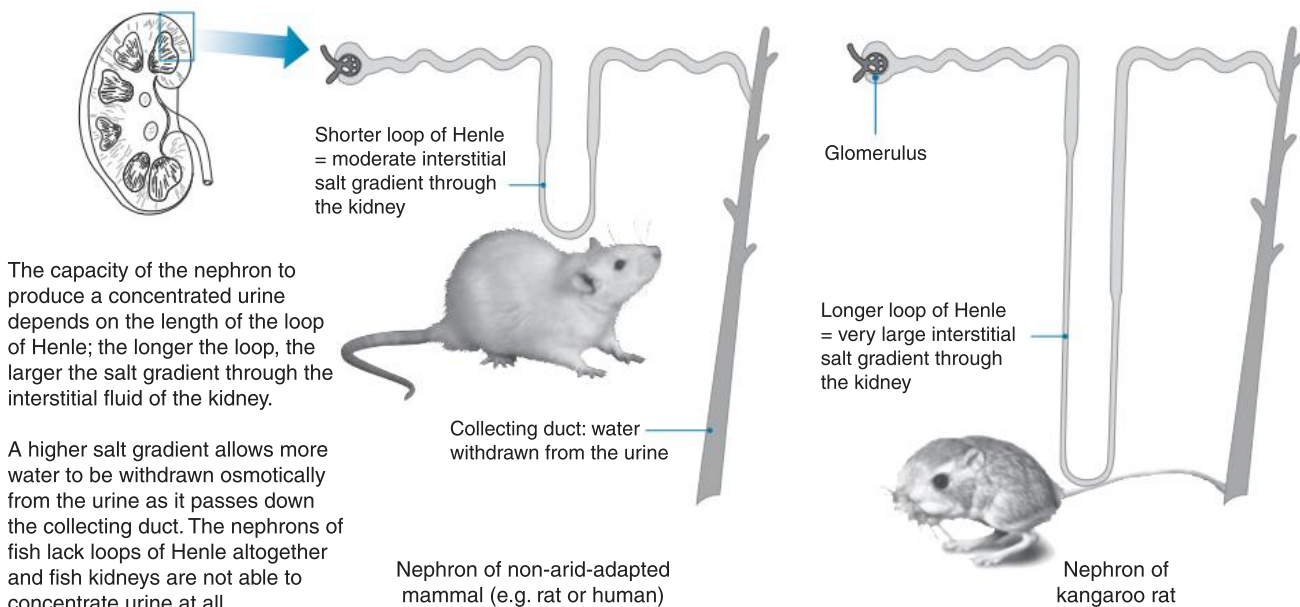 Shorter loop of Henle
= moderate interstitial
salt gradient through
the kidney
Glomerulus
The capacity of the nephron to
produce a concentrated urine
depends on the length of the loop
of Henle; the longer the loop, the
larger the salt gradient through the
interstitial fluid of the kidney.
A higher salt gradient allows more
water to be withdrawn osmotically
from the urine as it passes down
the collecting duct. The nephrons of
fish lack loops of Henle altogether
and fish kidneys are not able to
concentrate urine at all.
Longer loop of Henle
= very large interstitial
salt gradient through
the kidney
Collecting duct: water
withdrawn from the urine
Nephron of non-arid-adapted
mammal (e.g. rat or human)
Nephron of
kangaroo rat